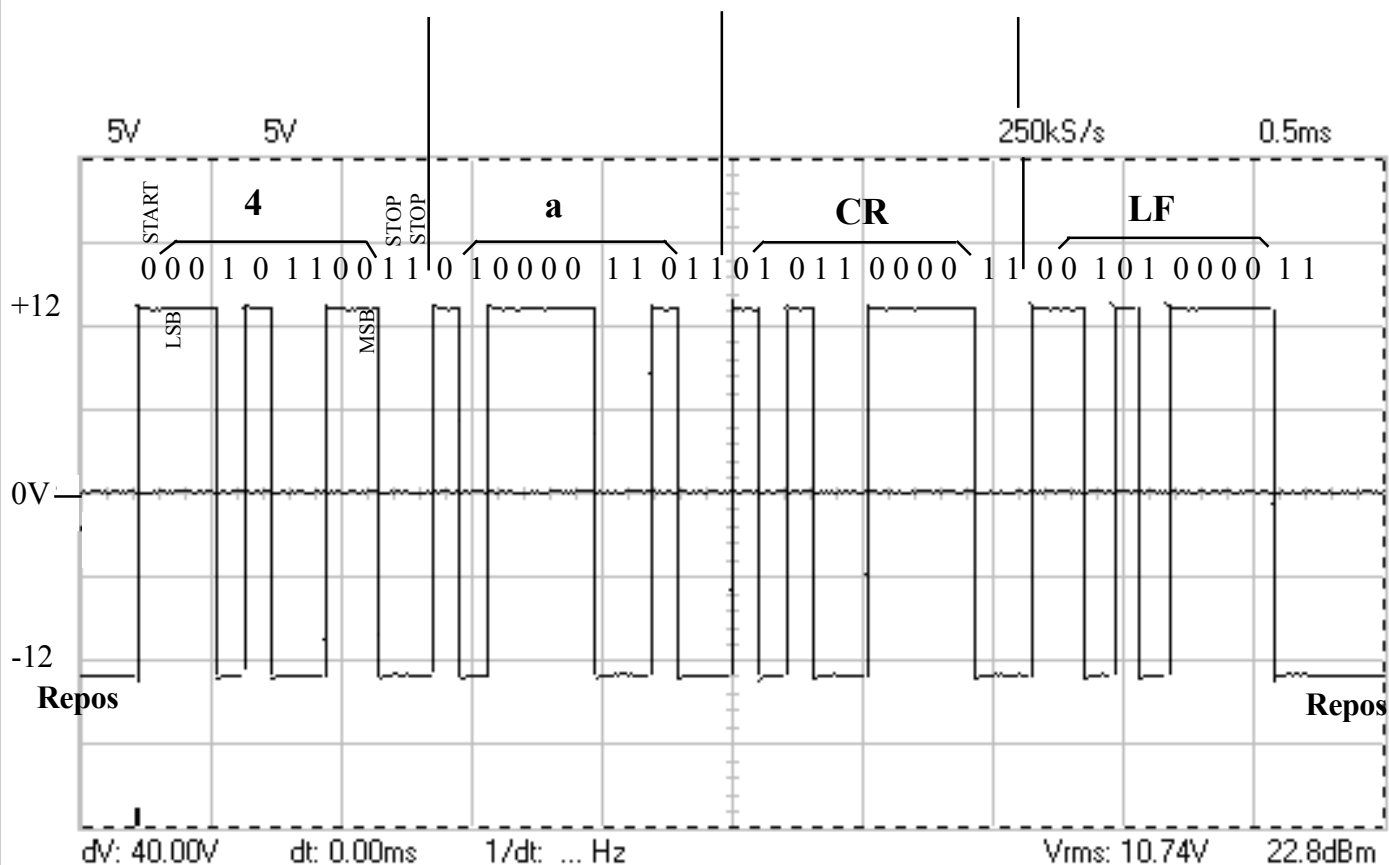 5V 5V 250kS/s 0.5ms
START 4 STOP STOP a CR LF
0 0 0 1 0 1 1 0 0 1 1 0 1 0 0 0 0 1 1 0 1 1 0 1 0 1 1 0 0 0 0 1 1 0 0 1 0 1 0 0 0 0 1 1
+12
LSB MSB
0V
-12
Repos Repos
dV: 40.00V dt: 0.00ms 1/dt: ... Hz Vrms: 10.74V 22.8dBm